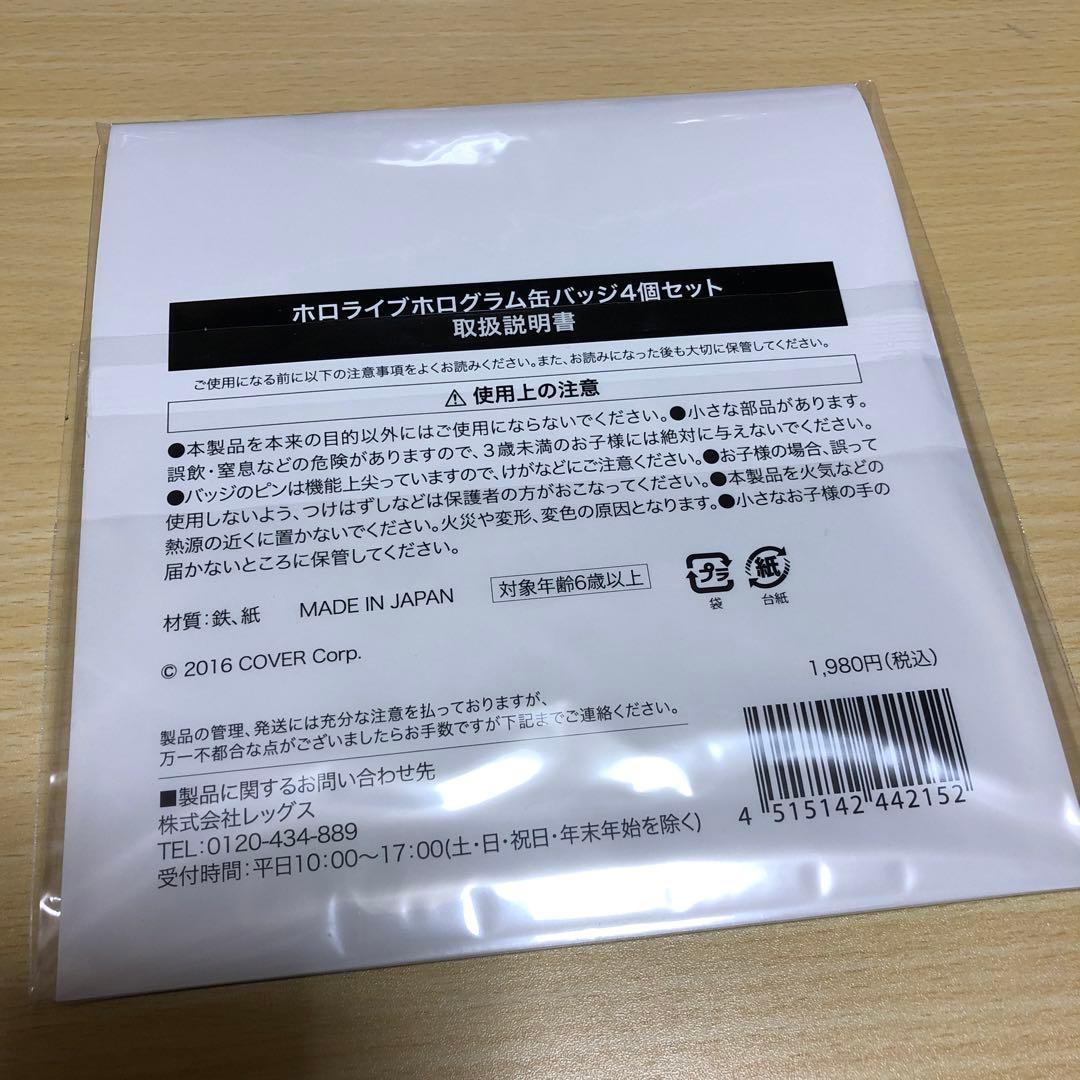 ホロライブホログラム缶バッジ4個セット
取扱説明書
ご使用になる前に以下の注意事項をよくお読みください。また、お読みになった後も大切に保管してください。
⚠ 使用上の注意
●本製品を本来の目的以外にはご使用にならないでください。●小さな部品があります。
誤飲・窒息などの危険がありますので、3歳未満のお子様には絶対に与えないでください。
●バッジのピンは機能上尖っていますので、けがなどにご注意ください。●お子様の場合、誤って
使用しないよう、つけはずしなどは保護者の方がおこなってください。●本製品を火気などの
熱源の近くに置かないでください。火災や変形、変色の原因となります。●小さなお子様の手の
届かないところに保管してください。
材質:鉄、紙 MADE IN JAPAN 対象年齢6歳以上
プラ 紙
袋 台紙
© 2016 COVER Corp.
1,980円(税込)
製品の管理、発送には充分な注意を払っておりますが、
万一不都合な点がございましたらお手数ですが下記までご連絡ください。
■製品に関するお問い合わせ先
株式会社レッグス
TEL:0120-434-889
受付時間:平日10:00〜17:00(土・日・祝日・年末年始を除く)
4 515142 442152